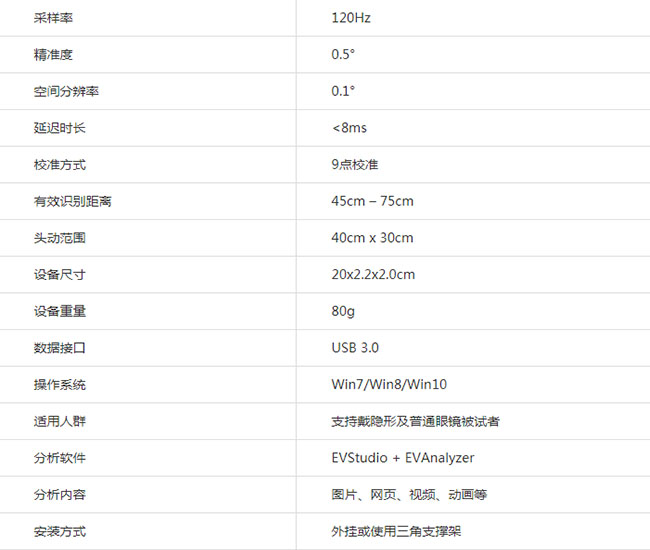 采样率 120Hz
精准度 0.5°
空间分辨率 0.1°
延迟时长 <8ms
校准方式 9点校准
有效识别距离 45cm – 75cm
头动范围 40cm x 30cm
设备尺寸 20x2.2x2.0cm
设备重量 80g
数据接口 USB 3.0
操作系统 Win7/Win8/Win10
适用人群 支持戴隐形及普通眼镜被试者
分析软件 EVStudio + EVAnalyzer
分析内容 图片、网页、视频、动画等
安装方式 外挂或使用三角支撑架